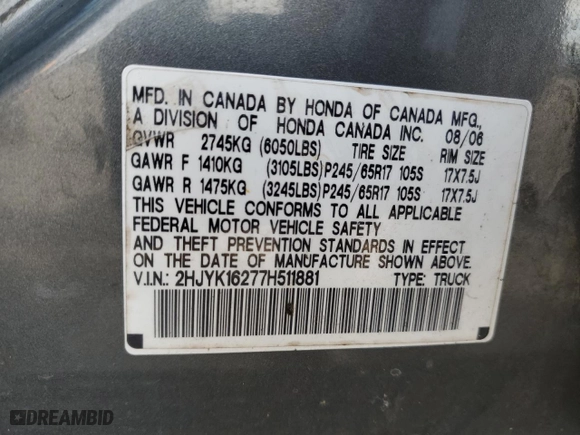 MFD. IN CANADA BY HONDA OF CANADA MFG.,
A DIVISION OF HONDA CANADA INC. 08/06
GVWR 2745KG (6050LBS) TIRE SIZE RIM SIZE
GAWR F 1410KG (3105LBS) P245/65R17 105S 17X7.5J
GAWR R 1475KG (3245LBS) P245/65R17 105S 17X7.5J
THIS VEHICLE CONFORMS TO ALL APPLICABLE
FEDERAL MOTOR VEHICLE SAFETY
AND THEFT PREVENTION STANDARDS IN EFFECT
ON THE DATE OF MANUFACTURE SHOWN ABOVE.
V.I.N.: 2HJYK16277H511881 TYPE: TRUCK
DREAMBID